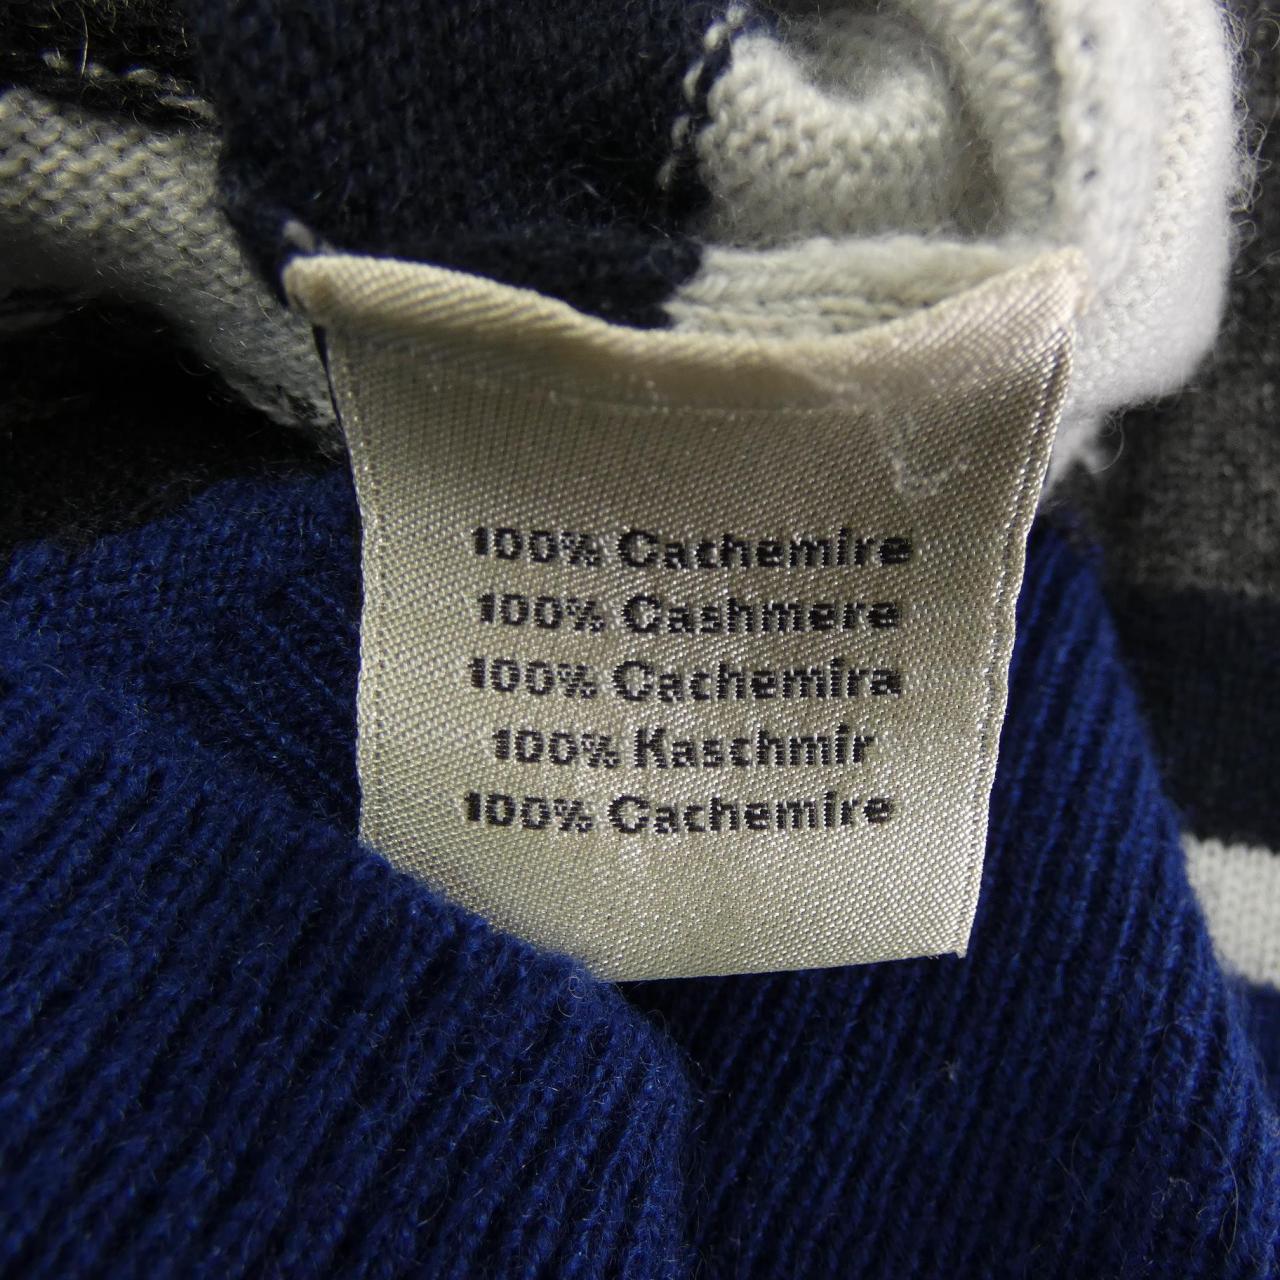 100% Cachemire
100% Cashmere
100% Cachemira
100% Kaschmir
100% Cachemire